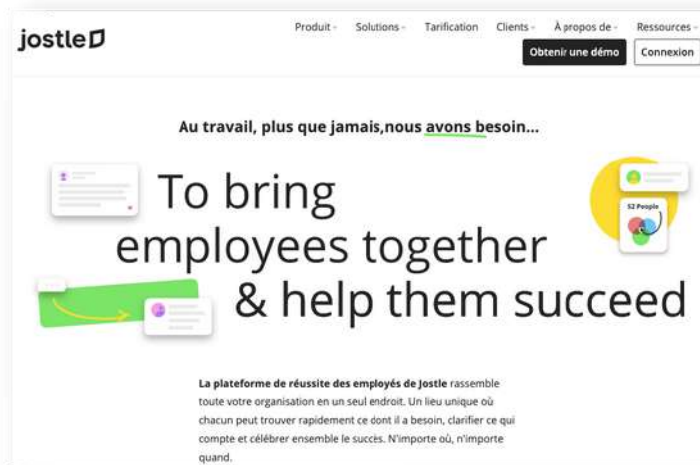 jostle
Produit Solutions Tarification Clients À propos de Ressources
Obtenir une démo Connexion
Au travail, plus que jamais,nous avons besoin...
To bring
employees together
& help them succeed
52 People
La plateforme de réussite des employés de Jostle rassemble
toute votre organisation en un seul endroit. Un lieu unique où
chacun peut trouver rapidement ce dont il a besoin, clarifier ce qui
compte et célébrer ensemble le succès. N'importe où, n'importe
quand.